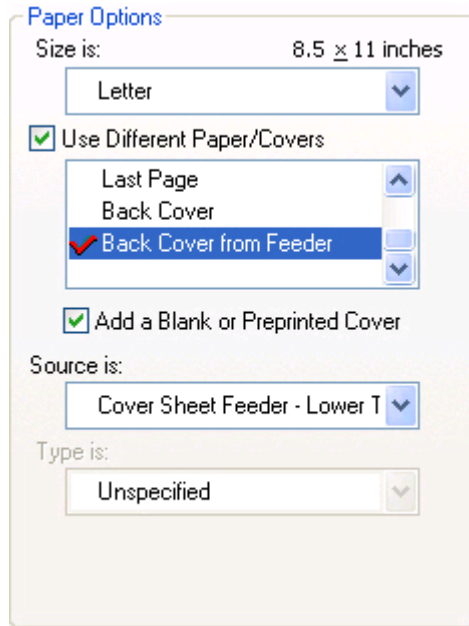 Paper Options
Size is: 8.5 x 11 inches
Letter
Use Different Paper/Covers
Last Page
Back Cover
Back Cover from Feeder
Add a Blank or Preprinted Cover
Source is:
Cover Sheet Feeder - Lower T
Type is:
Unspecified